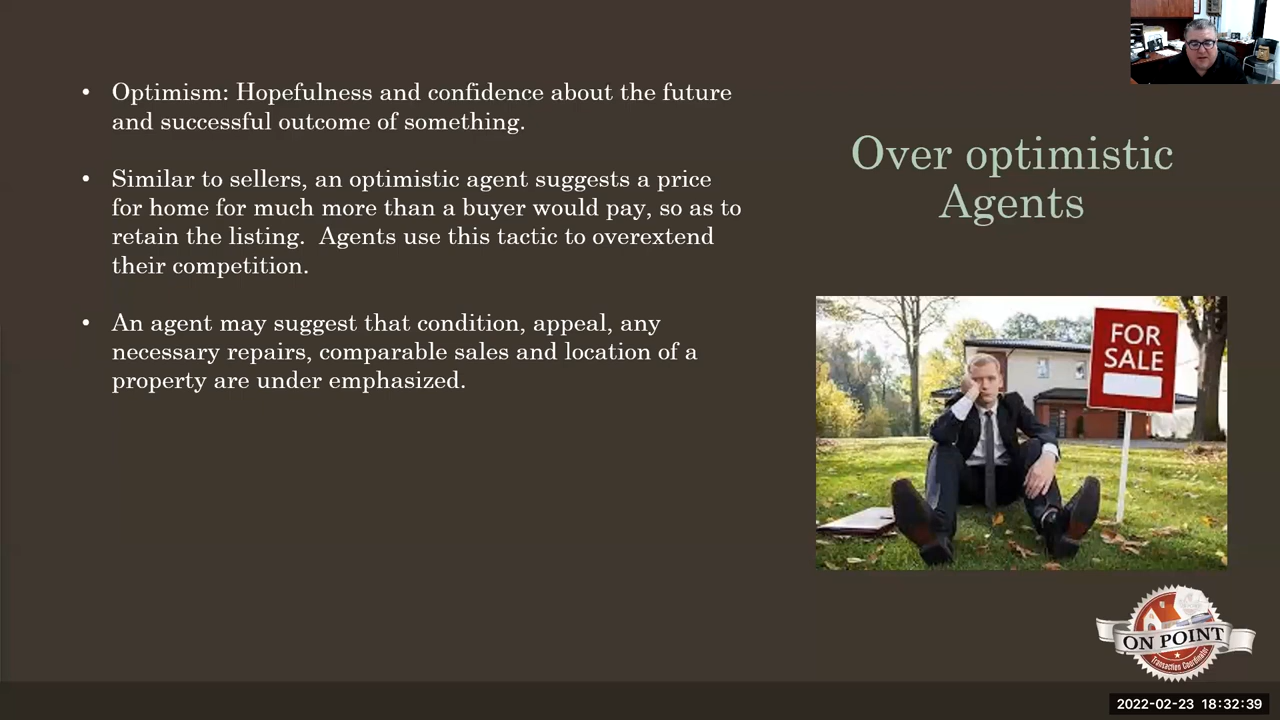 • Optimism: Hopefulness and confidence about the future
and successful outcome of something.
• Similar to sellers, an optimistic agent suggests a price
for home for much more than a buyer would pay, so as to
retain the listing.  Agents use this tactic to overextend
their competition.
• An agent may suggest that condition, appeal, any
necessary repairs, comparable sales and location of a
property are under emphasized.
Over optimistic
Agents
FOR
SALE
ON POINT
Transaction Coordinator
2022-02-23 18:32:39